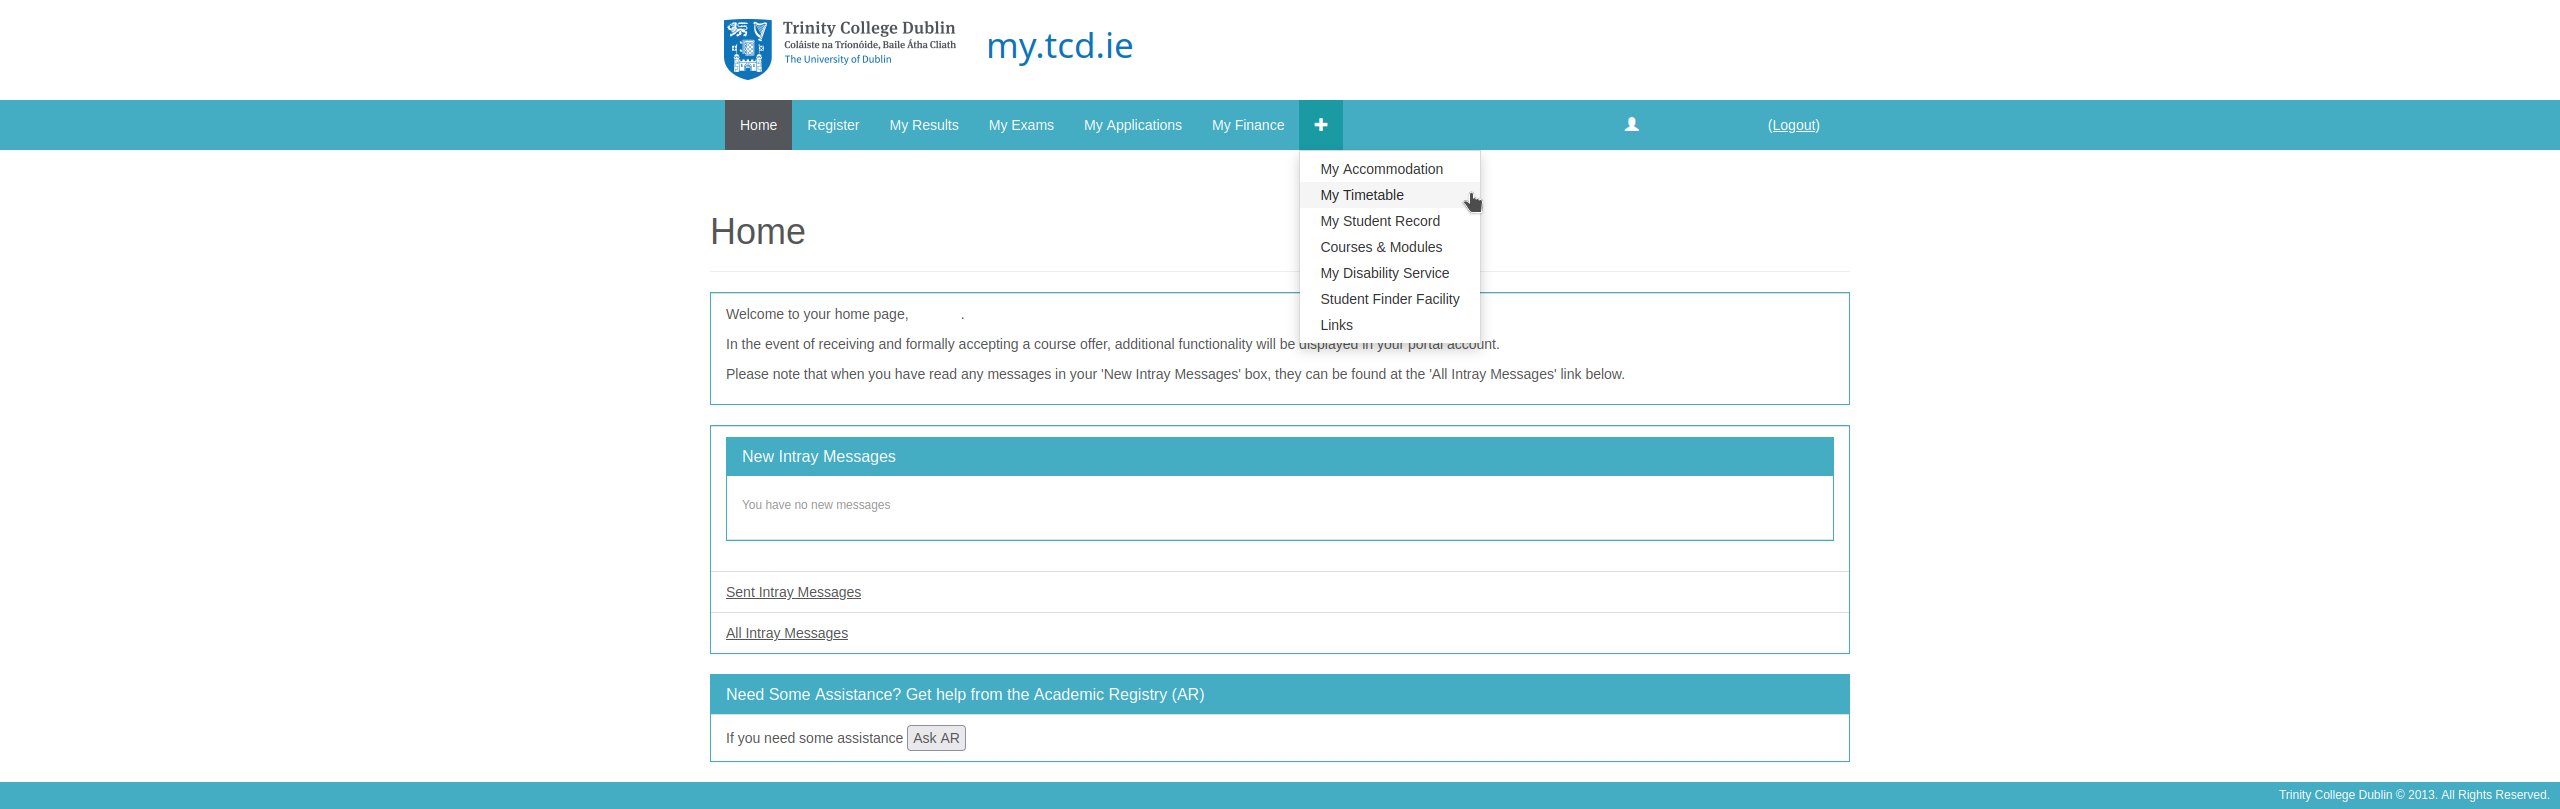 Trinity College Dublin
Coláiste na Tríonóide, Baile Átha Cliath
The University of Dublin
my.tcd.ie
Home Register My Results My Exams My Applications My Finance (Logout)
My Accommodation
My Timetable
My Student Record
Courses & Modules
My Disability Service
Student Finder Facility
Links
Home
Welcome to your home page, .
In the event of receiving and formally accepting a course offer, additional functionality will be displayed in your portal account.
Please note that when you have read any messages in your 'New Intray Messages' box, they can be found at the 'All Intray Messages' link below.
New Intray Messages
You have no new messages
Sent Intray Messages
All Intray Messages
Need Some Assistance? Get help from the Academic Registry (AR)
If you need some assistance Ask AR
Trinity College Dublin © 2013. All Rights Reserved.